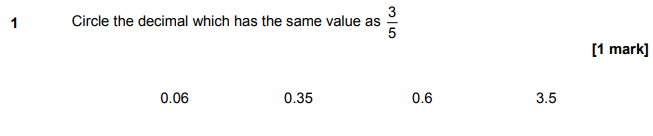 1 Circle the decimal which has the same value as 3/5
[1 mark]
0.06 0.35 0.6 3.5